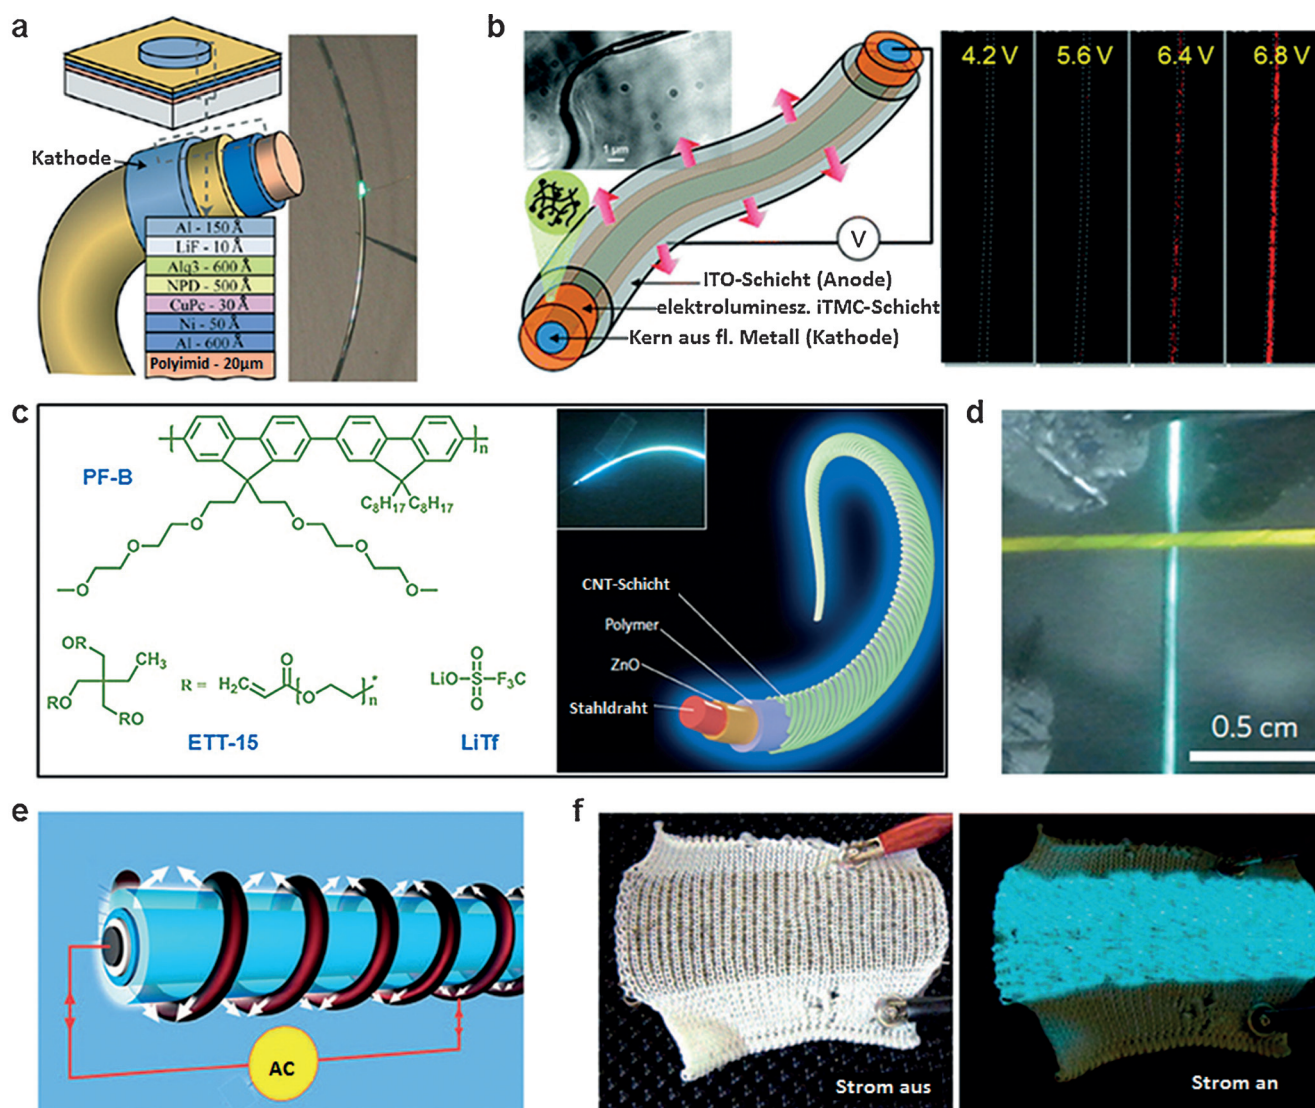 a
Kathode
Al - 150 Å
LiF - 10 Å
Alq3 - 600 Å
NPD - 500 Å
CuPc - 30 Å
Ni - 50 Å
Al - 600 Å
Polyimid - 20µm
b
1 µm
V
ITO-Schicht (Anode)
elektroluminesz. iTMC-Schicht
Kern aus fl. Metall (Kathode)
4.2 V
5.6 V
6.4 V
6.8 V
c
n
PF-B
C8H17 C8H17
O
O
O
O
O
O
OR
CH3
RO
RO
ETT-15
R = H2C
O
O
n
*
O
LiO-S-F3C
O
LiTf
CNT-Schicht
Polymer
ZnO
Stahldraht
d
0.5 cm
e
AC
f
Strom aus
Strom an